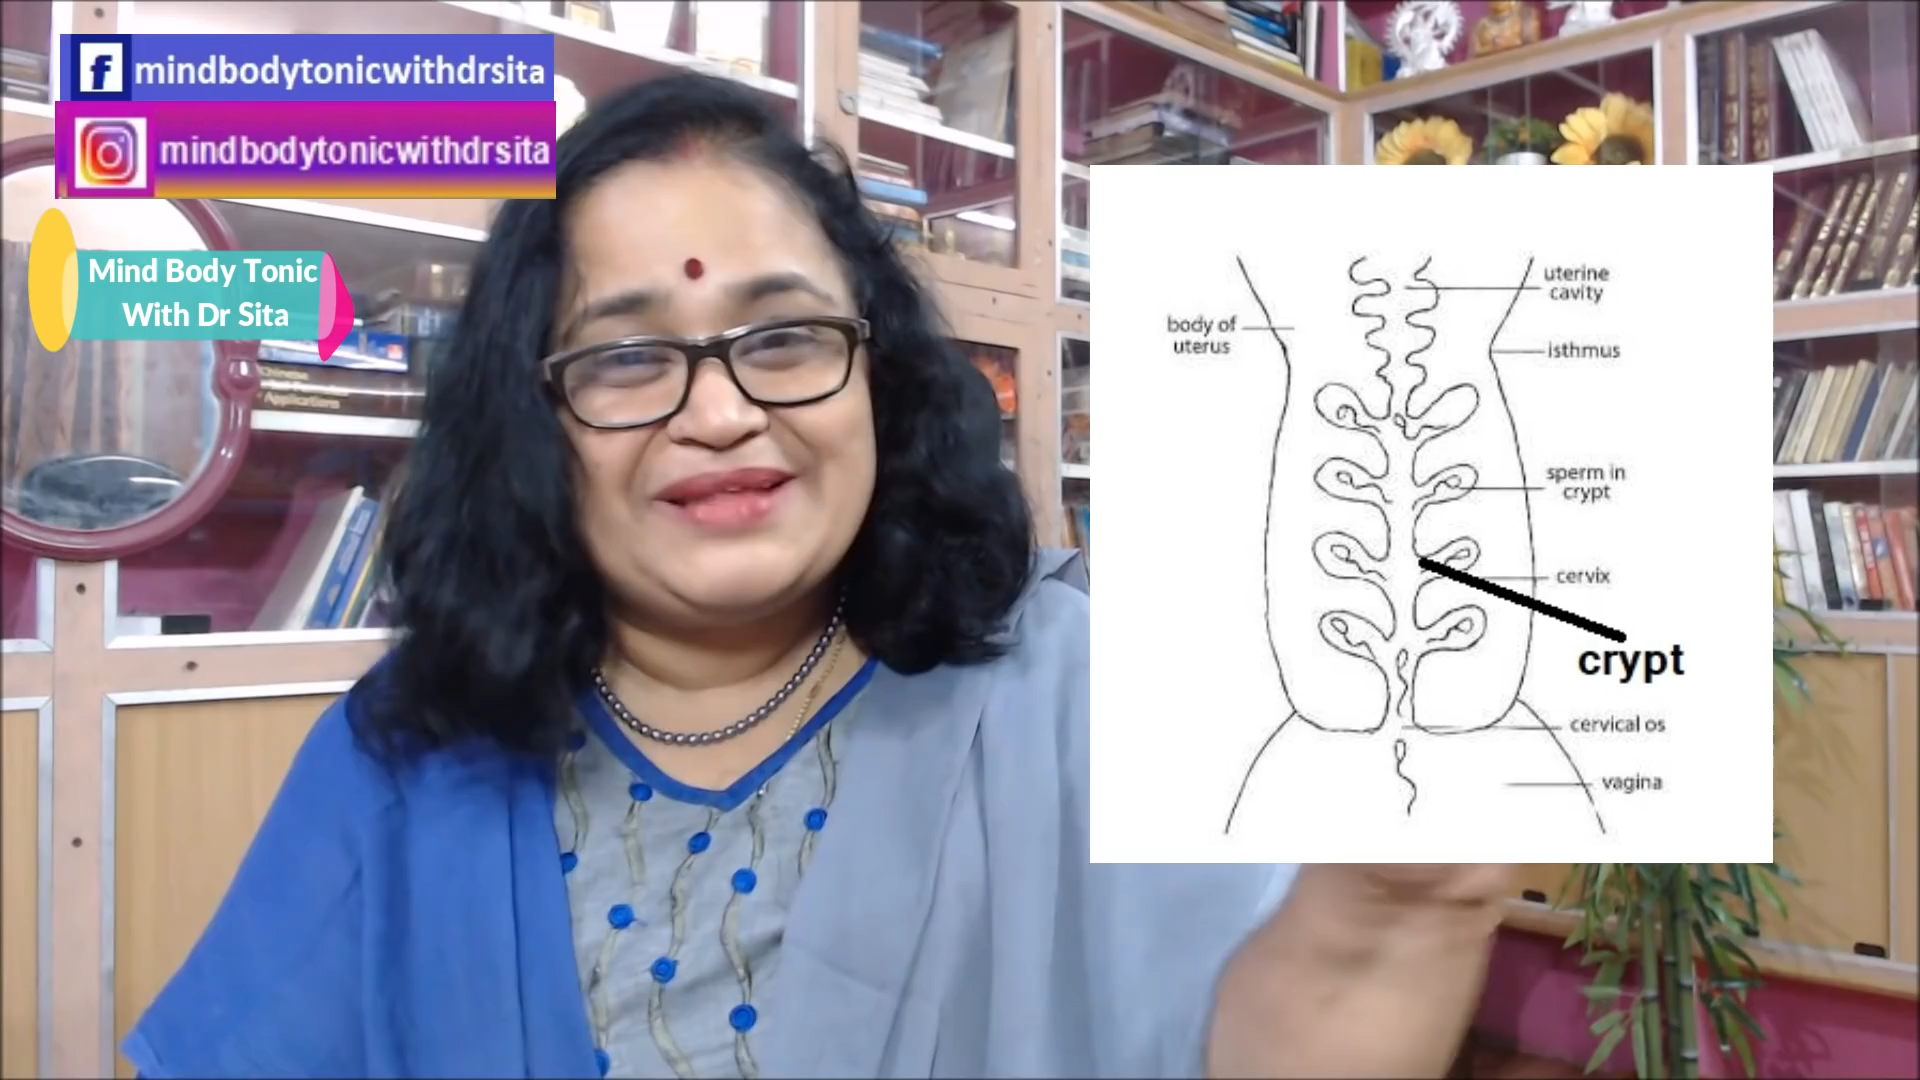 mindbodytonicwithdrsita
mindbodytonicwithdrsita
Mind Body Tonic
With Dr Sita
Applications
uterine
cavity
body of
uterus
isthmus
sperm in
crypt
cervix
crypt
cervical os
vagina